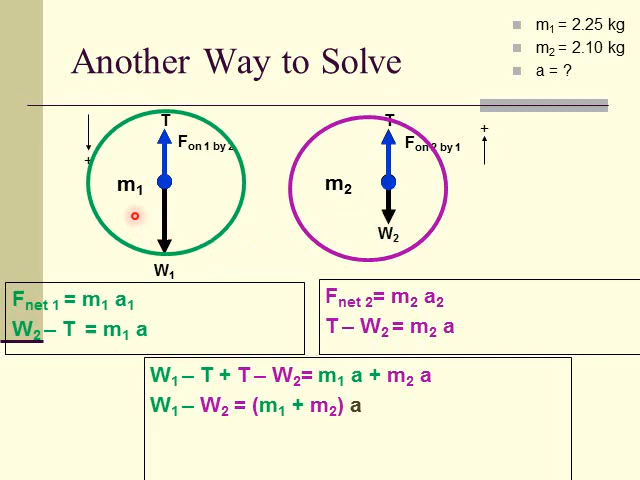 Another Way to Solve
m₁ = 2.25 kg
m₂ = 2.10 kg
a = ?
T
F on 1 by 2
+
m₁
W₁
T
F on 2 by 1
+
m₂
W₂
F net 1 = m₁ a₁
W₂ – T = m₁ a
F net 2 = m₂ a₂
T – W₂ = m₂ a
W₁ – T + T – W₂ = m₁ a + m₂ a
W₁ – W₂ = (m₁ + m₂) a